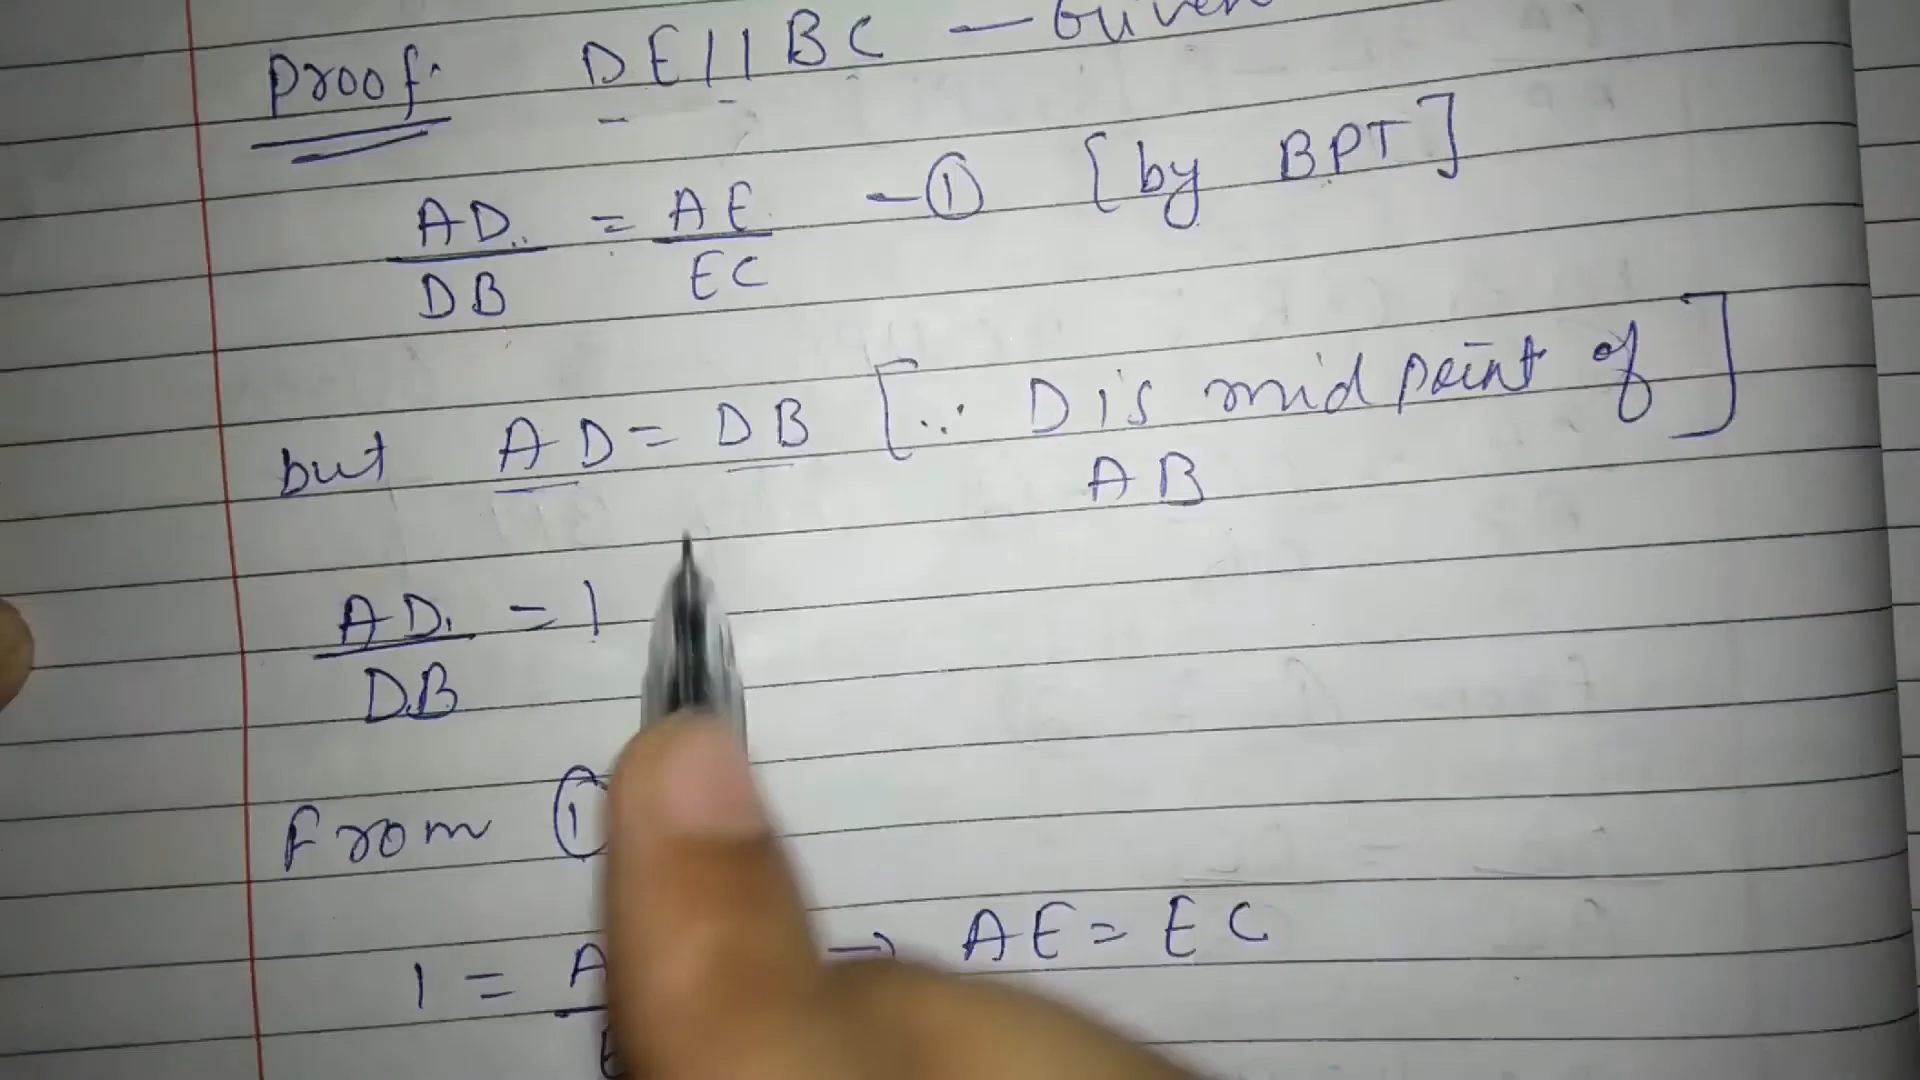 Proof: DE || BC — Given
AD/DB = AE/EC - ① [by BPT]
but AD = DB [∵ D is mid point of]
AB
AD/DB = 1
From ①
1 = A → AE = EC